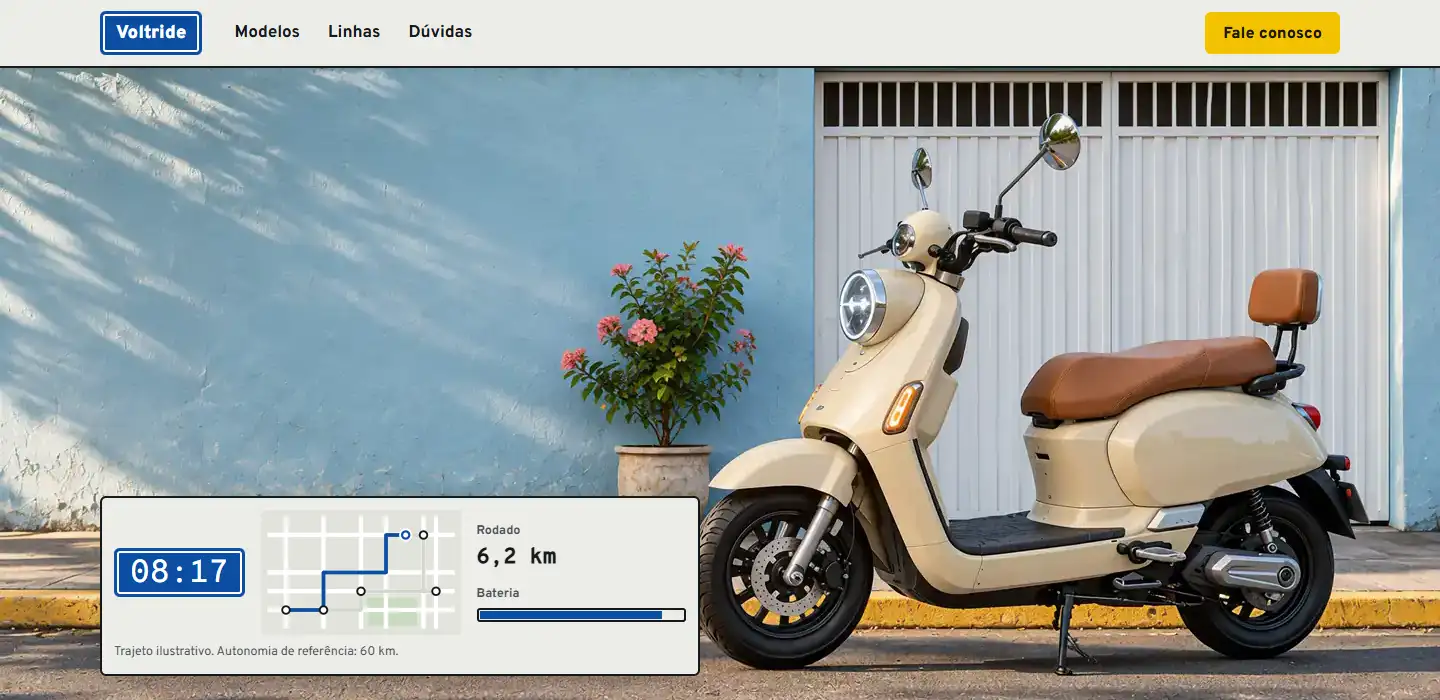 Voltride
Modelos
Linhas
Dúvidas
Fale conosco
08:17
Rodado
6,2 km
Bateria
Trajeto ilustrativo. Autonomia de referência: 60 km.